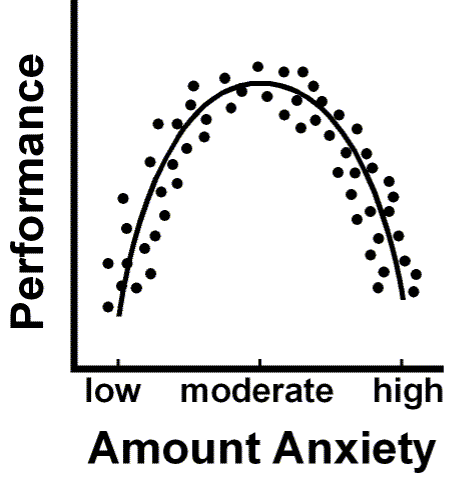 Performance
low moderate high
Amount Anxiety